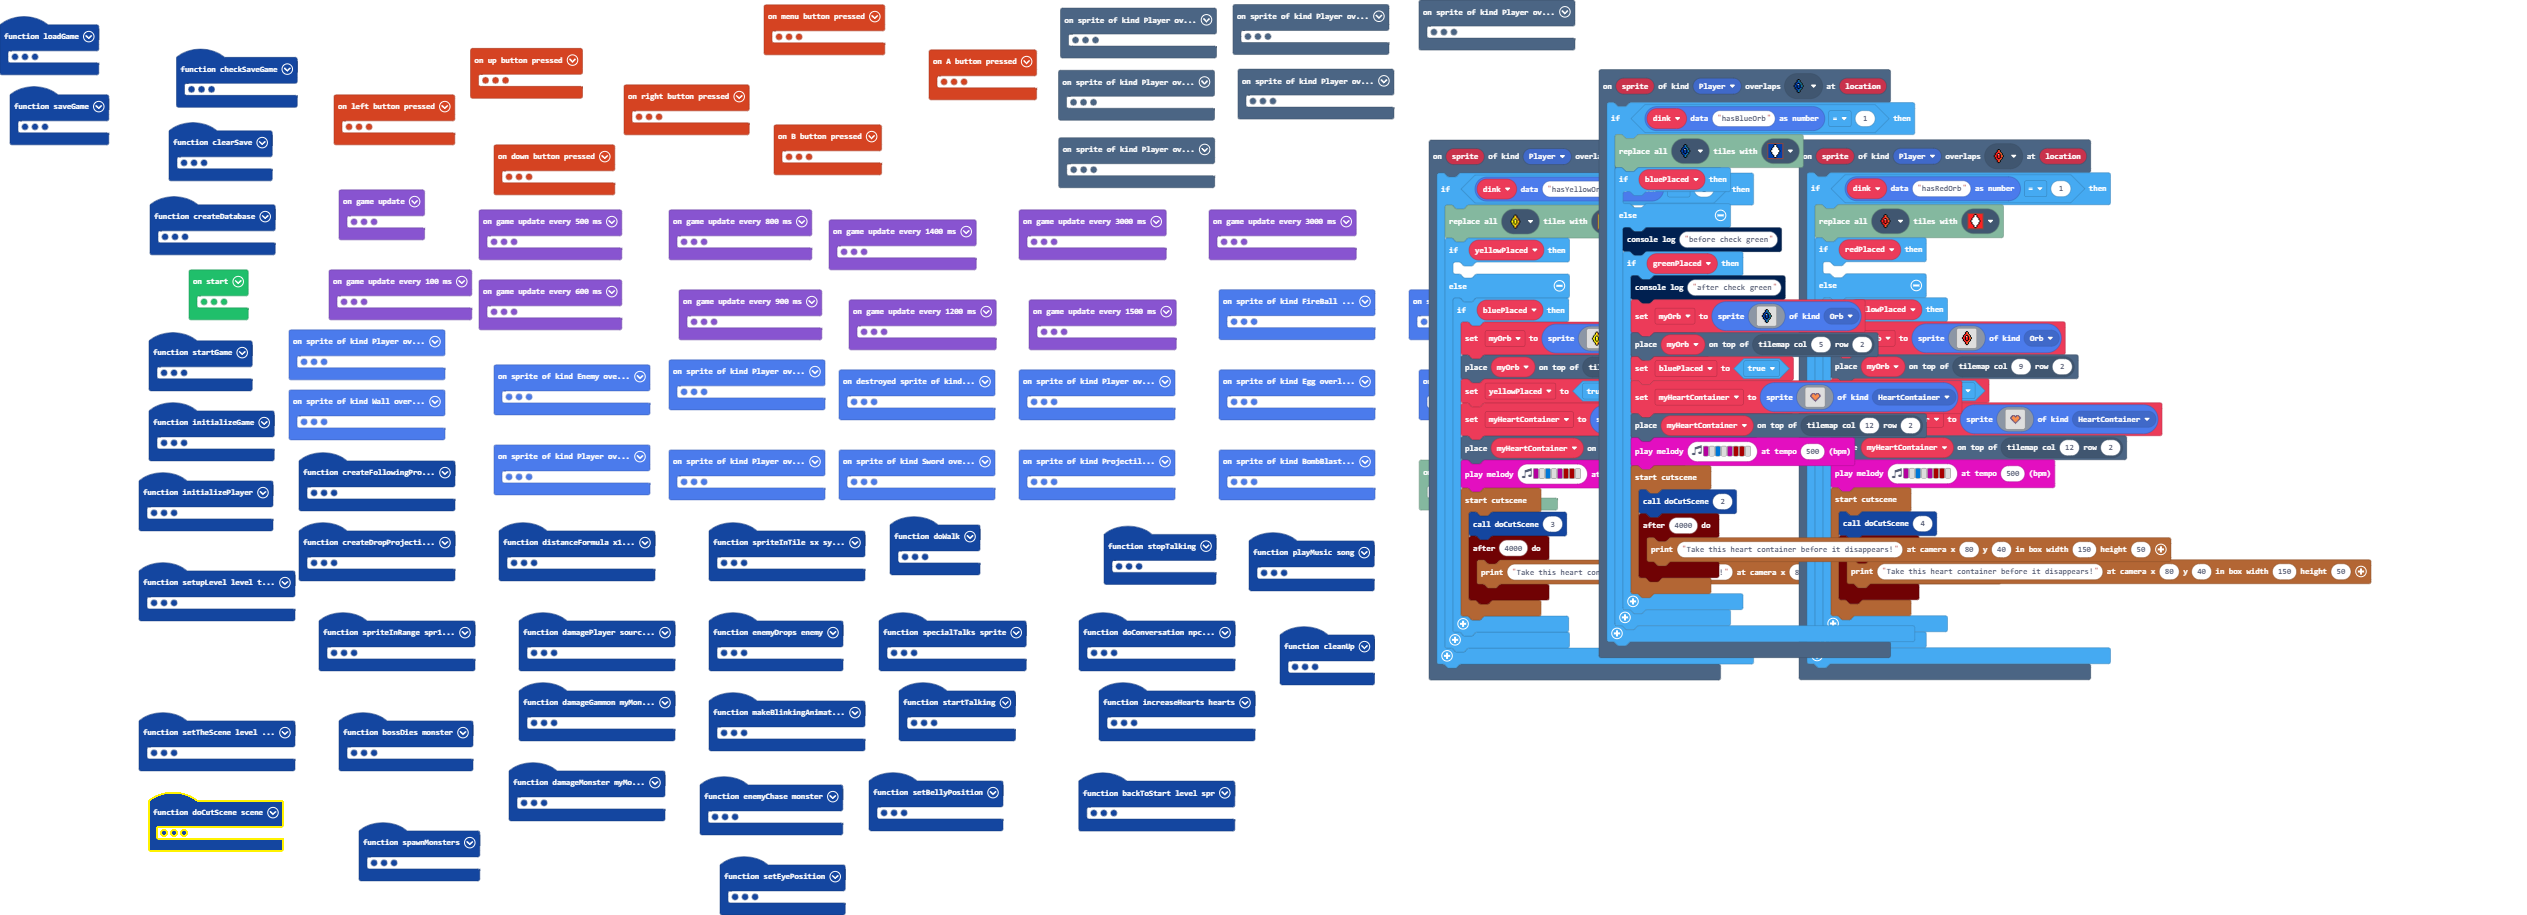 function loadGame
function saveGame
function checkSaveGame
function clearSave
function createDatabase
on start
function startGame
function initializeGame
function initializePlayer
function setupLevel level t...
function setTheScene level ...
function doCutScene scene
on left button pressed
on up button pressed
on down button pressed
on right button pressed
on menu button pressed
on B button pressed
on A button pressed
on sprite of kind Player ov...
on sprite of kind Player ov...
on sprite of kind Player ov...
on sprite of kind Player ov...
on sprite of kind Player ov...
on sprite of kind Player ov...
on game update
on game update every 500 ms
on game update every 800 ms
on game update every 1400 ms
on game update every 3000 ms
on game update every 3000 ms
on game update every 100 ms
on game update every 600 ms
on game update every 900 ms
on game update every 1200 ms
on game update every 1500 ms
on sprite of kind FireBall ...
on s
on sprite of kind Player ov...
on sprite of kind Wall over...
on sprite of kind Enemy ove...
on sprite of kind Player ov...
on destroyed sprite of kind...
on sprite of kind Player ov...
on sprite of kind Egg overl...
on sprite of kind Player ov...
on sprite of kind Player ov...
on sprite of kind Sword ove...
on sprite of kind Projectil...
on sprite of kind BombBlast...
function createFollowingPro...
function createDropProjecti...
function distanceFormula x1...
function spriteInTile sx sy...
function doWalk
function stopTalking
function playMusic song
function spriteInRange spr1...
function damagePlayer sourc...
function enemyDrops enemy
function specialTalks sprite
function doConversation npc...
function cleanUp
function bossDies monster
function damageGammon myMon...
function makeBlinkingAnimat...
function startTalking
function increaseHearts hearts
function damageMonster myMo...
function enemyChase monster
function setBellyPosition
function backToStart level spr
function spawnMonsters
function setEyePosition
on sprite of kind Player overla
if dink data "hasYellowOr
replace all tiles with
if yellowPlaced then
else
if bluePlaced then
set myOrb to sprite
place myOrb on top of til
set yellowPlaced to tru
set myHeartContainer to s
place myHeartContainer on
play melody at
start cutscene
call doCutScene 3
after 4000 do
print "Take this heart con !" at camera x 8
on sprite of kind Player overlaps at location
if dink data "hasBlueOrb" as number = 1 then
replace all tiles with
if bluePlaced then
then
else
console log "before check green"
if greenPlaced then
console log "after check green"
set myOrb to sprite of kind Orb
place myOrb on top of tilemap col 5 row 2
set bluePlaced to true
set myHeartContainer to sprite of kind HeartContainer
place myHeartContainer on top of tilemap col 12 row 2
play melody at tempo 500 (bpm)
start cutscene
call doCutScene 2
after 4000 do
print "Take this heart container before it disappears!" at camera x 80 y 40 in box width 150 height 50
on sprite of kind Player overlaps at location
if dink data "hasRedOrb" as number = 1 then
replace all tiles with
if redPlaced then
else
lowPlaced then
to sprite of kind Orb
place myOrb on top of tilemap col 9 row 2
to sprite of kind HeartContainer
myHeartContainer on top of tilemap col 12 row 2
play melody at tempo 500 (bpm)
start cutscene
call doCutScene 4
print "Take this heart container before it disappears!" at camera x 80 y 40 in box width 150 height 50